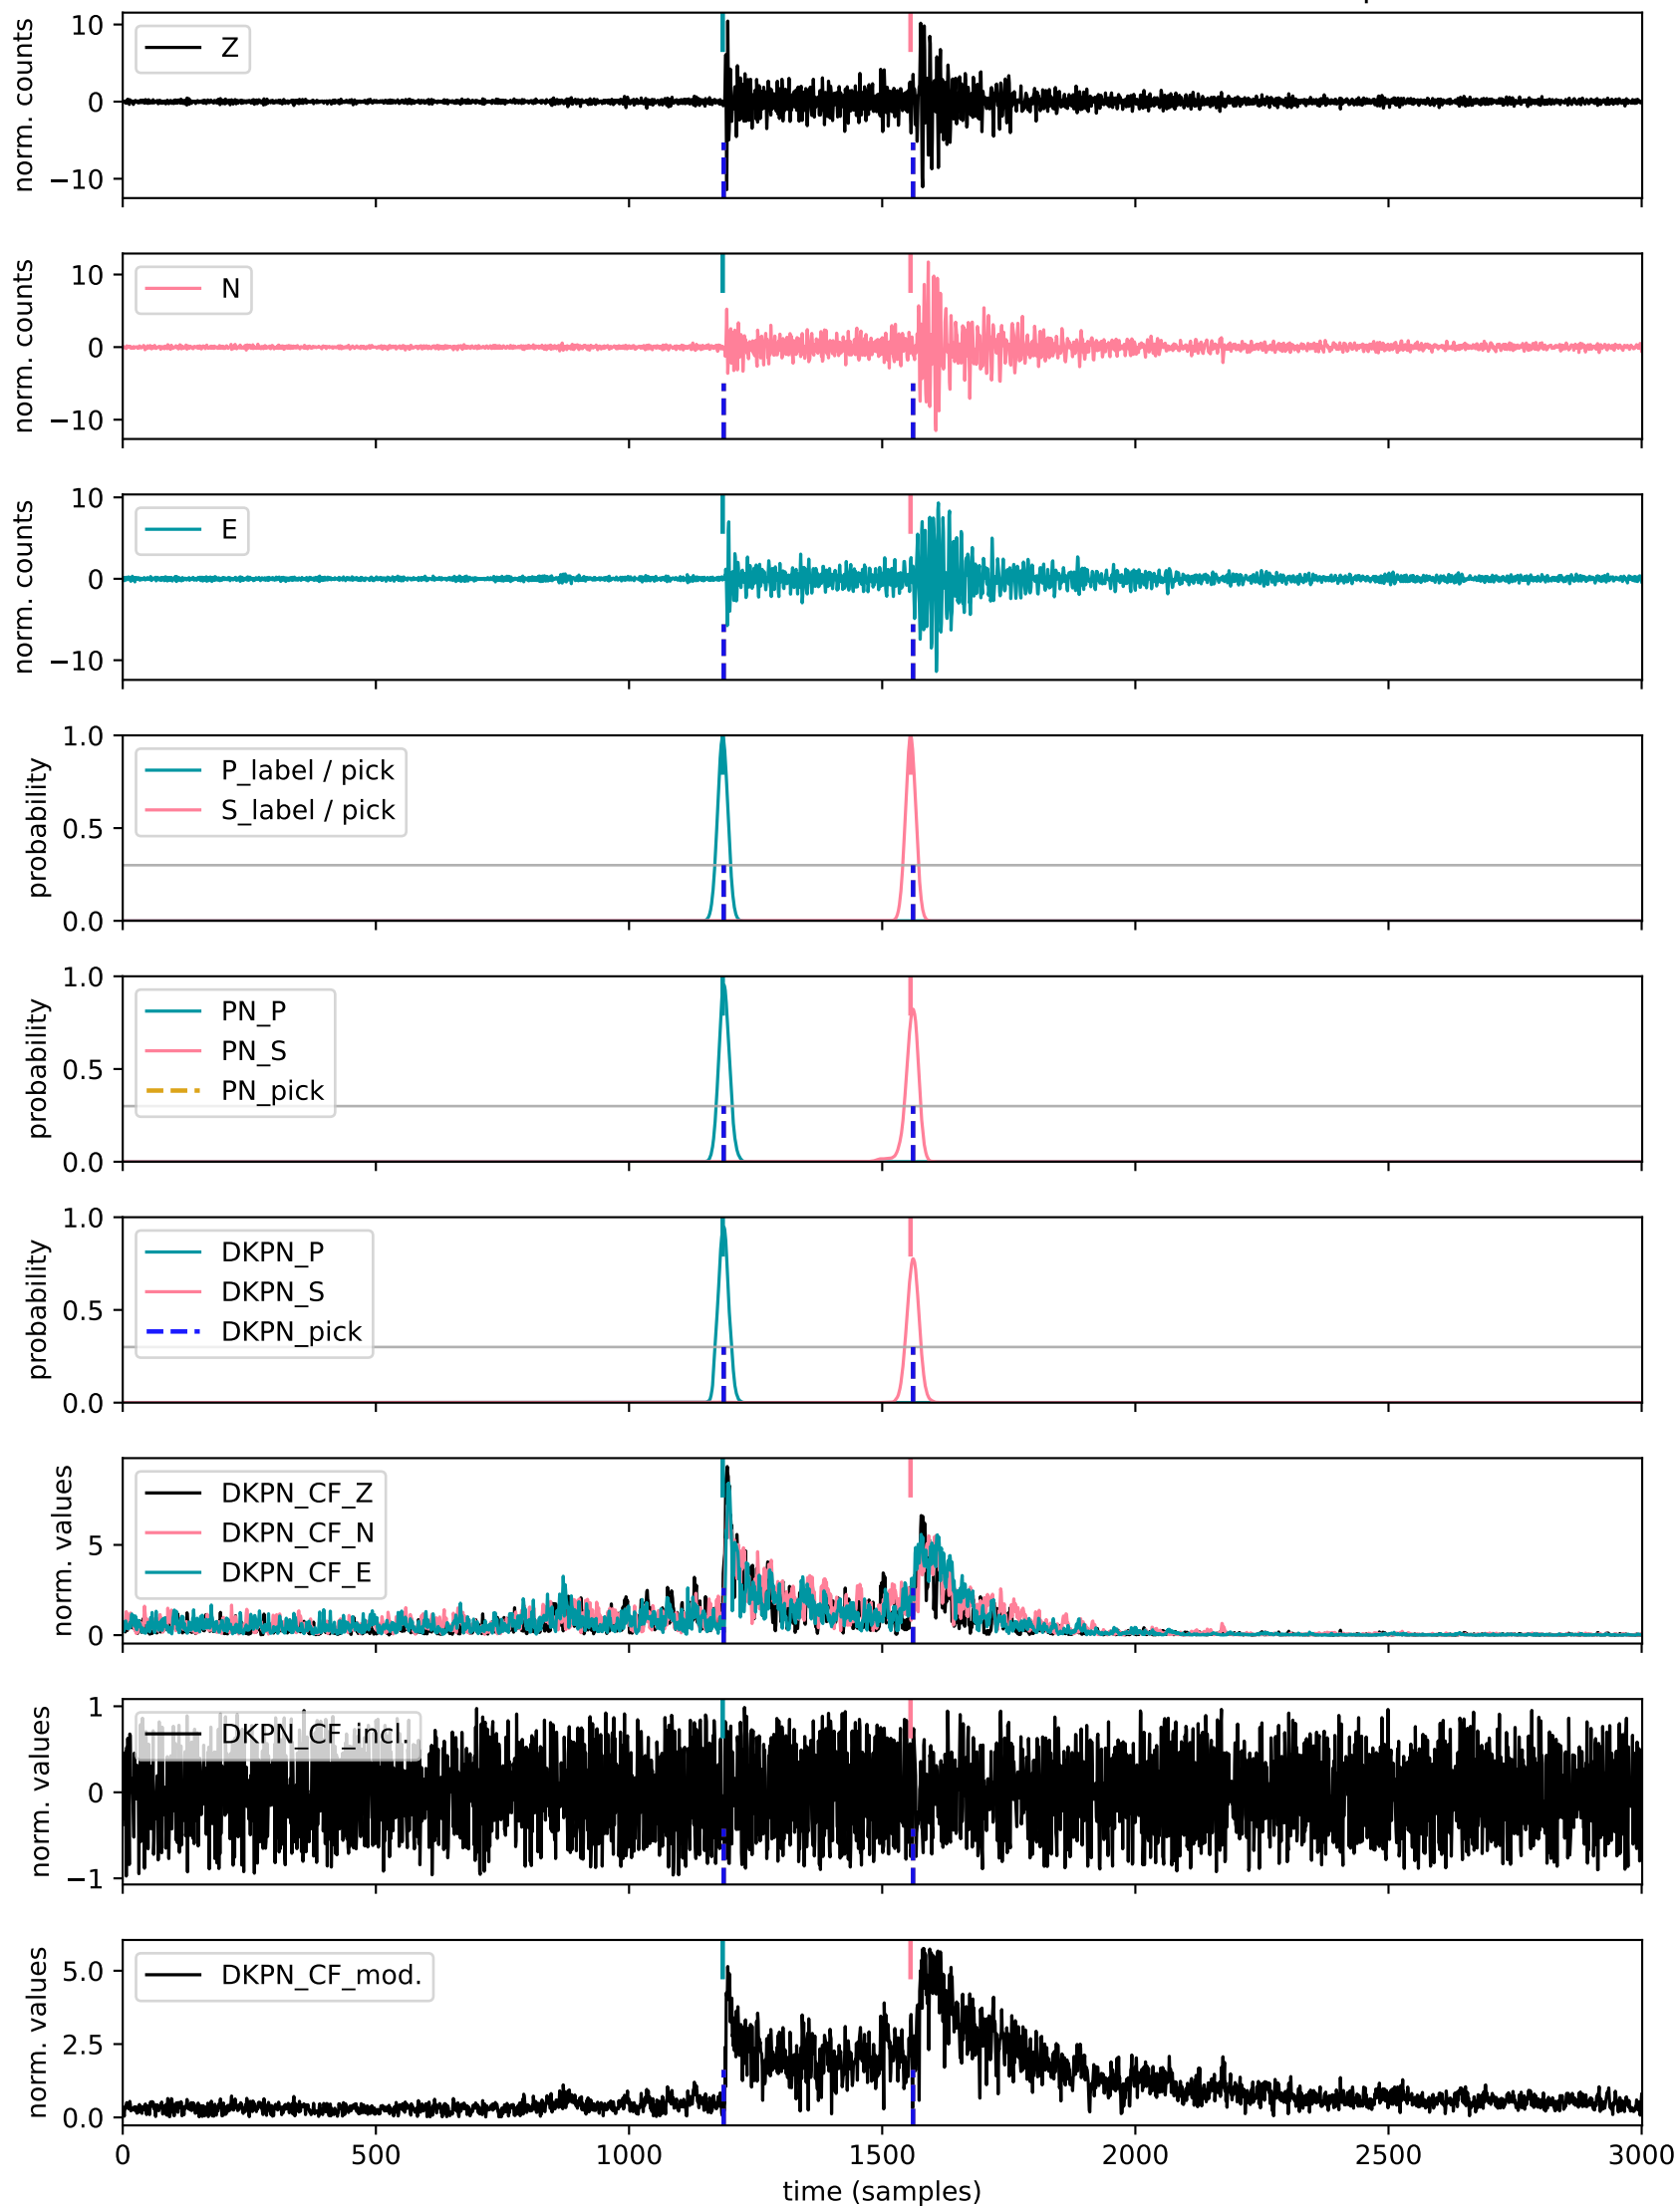 norm. counts
10
0
−10
Z
norm. counts
10
0
−10
N
norm. counts
10
0
−10
E
probability
1.0
0.5
0.0
P_label / pick
S_label / pick
probability
1.0
0.5
0.0
PN_P
PN_S
PN_pick
probability
1.0
0.5
0.0
DKPN_P
DKPN_S
DKPN_pick
norm. values
5
0
DKPN_CF_Z
DKPN_CF_N
DKPN_CF_E
norm. values
1
0
−1
DKPN_CF_incl.
norm. values
5.0
2.5
0.0
DKPN_CF_mod.
0 500 1000 1500 2000 2500 3000
time (samples)